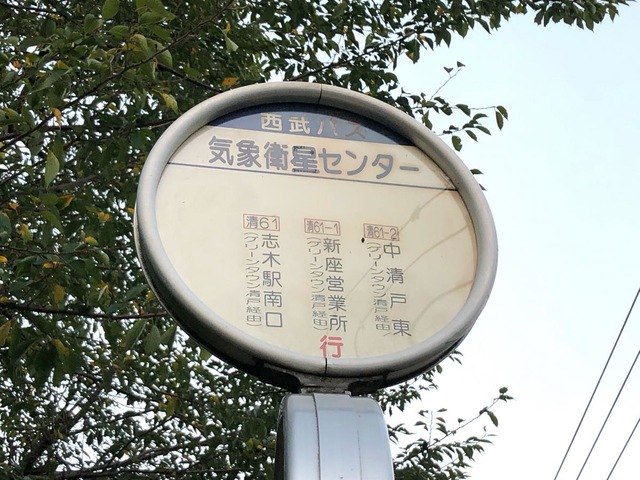 西武バス
気象衛星センター
清61
志木駅南口
(グリーンタウン清戸経由)
清61-1
新座営業所
(グリーンタウン清戸経由)
清61-2
中清戸東
(グリーンタウン清戸経由)
行